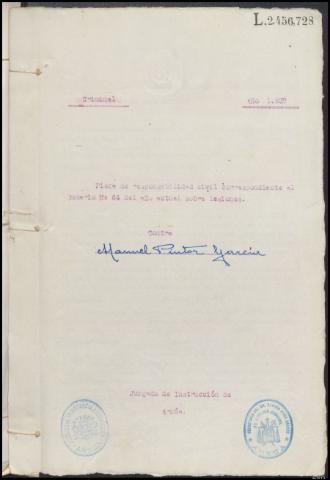 L.2456.728
Criminal
Año 1.937
Pieza de responsabilidad civil correspondiente al
sumario Nº 64 del año actual sobre lesiones.
Contra
Manuel Pintor García
Juzgado de Instrucción de